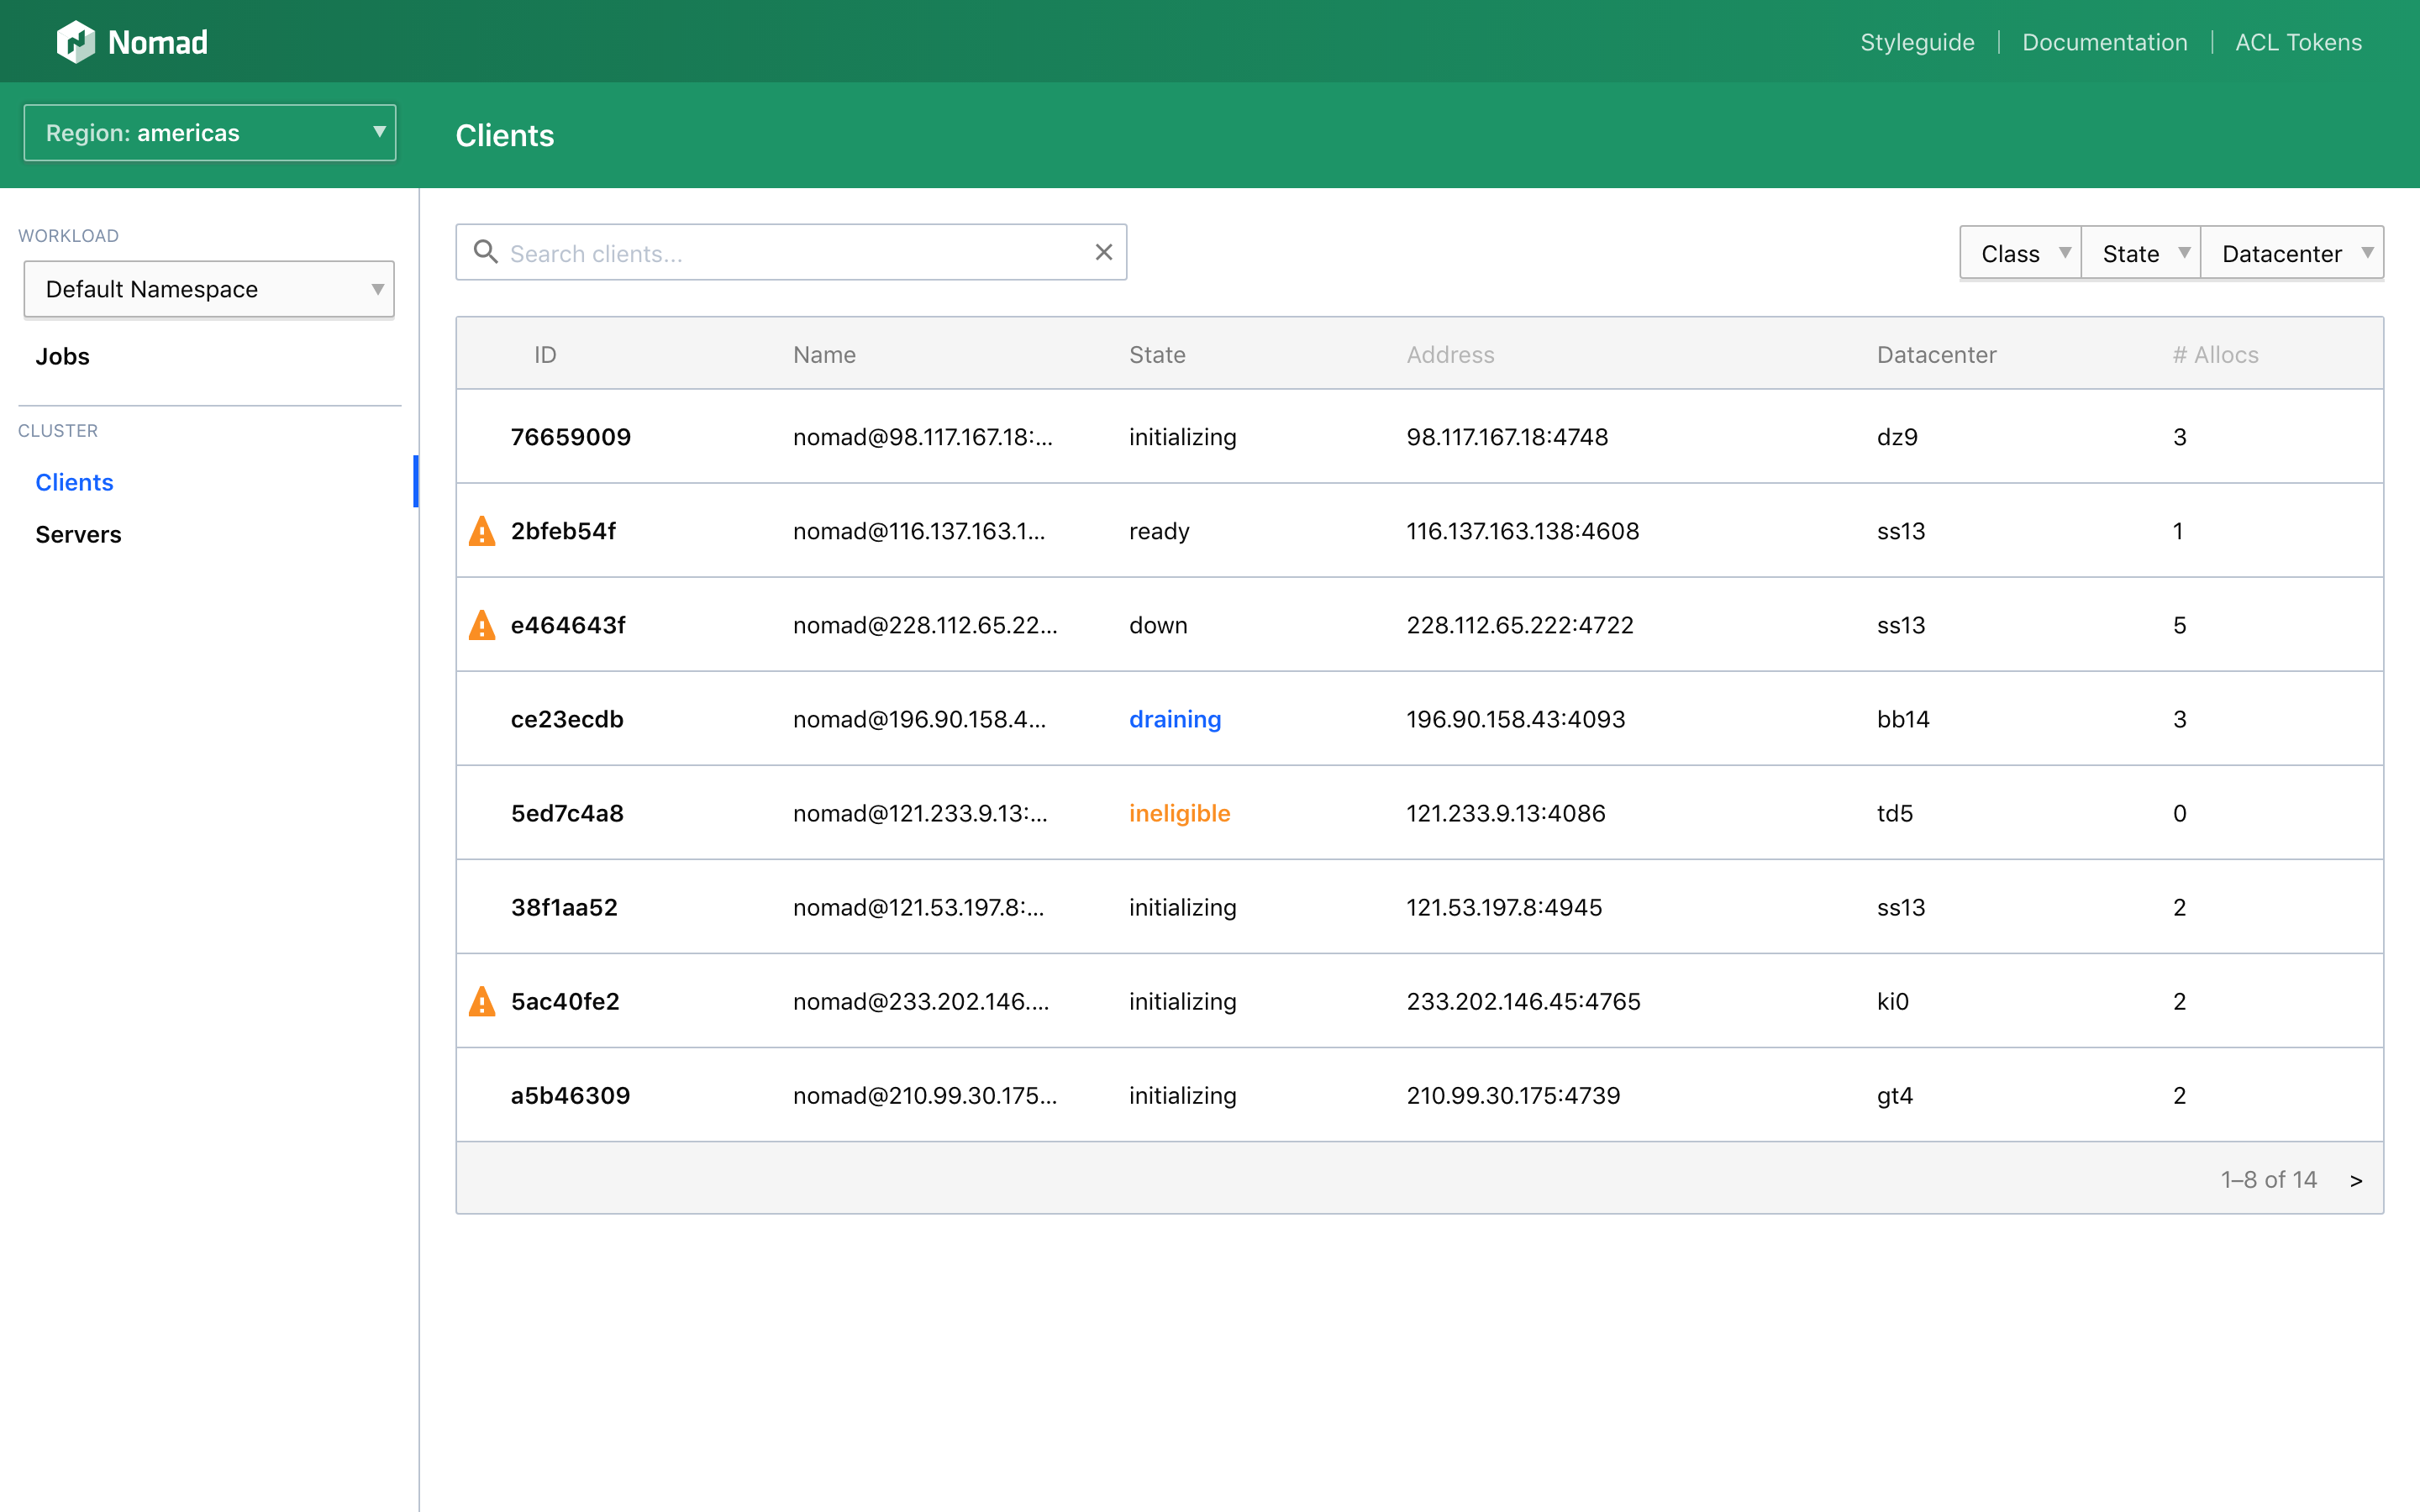 Nomad
Styleguide
Documentation
ACL Tokens
Region: americas
Clients
WORKLOAD
Default Namespace
Jobs
CLUSTER
Clients
Servers
Search clients...
Class
State
Datacenter
ID Name State Address Datacenter # Allocs
76659009 nomad@98.117.167.18:... initializing 98.117.167.18:4748 dz9 3
2bfeb54f nomad@116.137.163.1... ready 116.137.163.138:4608 ss13 1
e464643f nomad@228.112.65.22... down 228.112.65.222:4722 ss13 5
ce23ecdb nomad@196.90.158.4... draining 196.90.158.43:4093 bb14 3
5ed7c4a8 nomad@121.233.9.13:... ineligible 121.233.9.13:4086 td5 0
38f1aa52 nomad@121.53.197.8:... initializing 121.53.197.8:4945 ss13 2
5ac40fe2 nomad@233.202.146.... initializing 233.202.146.45:4765 ki0 2
a5b46309 nomad@210.99.30.175... initializing 210.99.30.175:4739 gt4 2
1–8 of 14 >